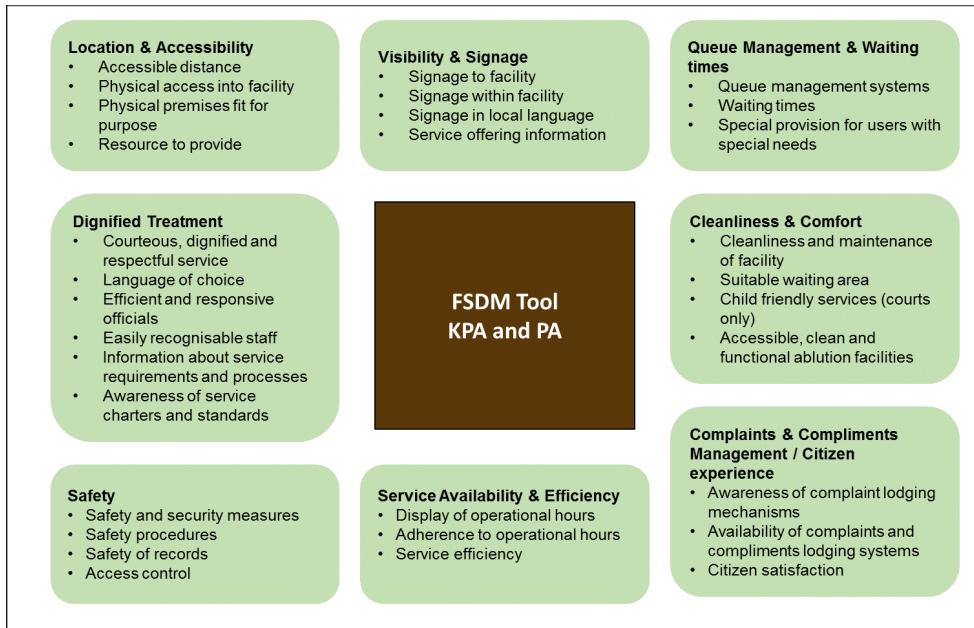 Location & Accessibility
• Accessible distance
• Physical access into facility
• Physical premises fit for
purpose
• Resource to provide
Visibility & Signage
• Signage to facility
• Signage within facility
• Signage in local language
• Service offering information
Queue Management & Waiting
times
• Queue management systems
• Waiting times
• Special provision for users with
special needs
Dignified Treatment
• Courteous, dignified and
respectful service
• Language of choice
• Efficient and responsive
officials
• Easily recognisable staff
• Information about service
requirements and processes
• Awareness of service
charters and standards
FSDM Tool
KPA and PA
Cleanliness & Comfort
• Cleanliness and maintenance
of facility
• Suitable waiting area
• Child friendly services (courts
only)
• Accessible, clean and
functional ablution facilities
Safety
• Safety and security measures
• Safety procedures
• Safety of records
• Access control
Service Availability & Efficiency
• Display of operational hours
• Adherence to operational hours
• Service efficiency
Complaints & Compliments
Management / Citizen
experience
• Awareness of complaint lodging
mechanisms
• Availability of complaints and
compliments lodging systems
• Citizen satisfaction